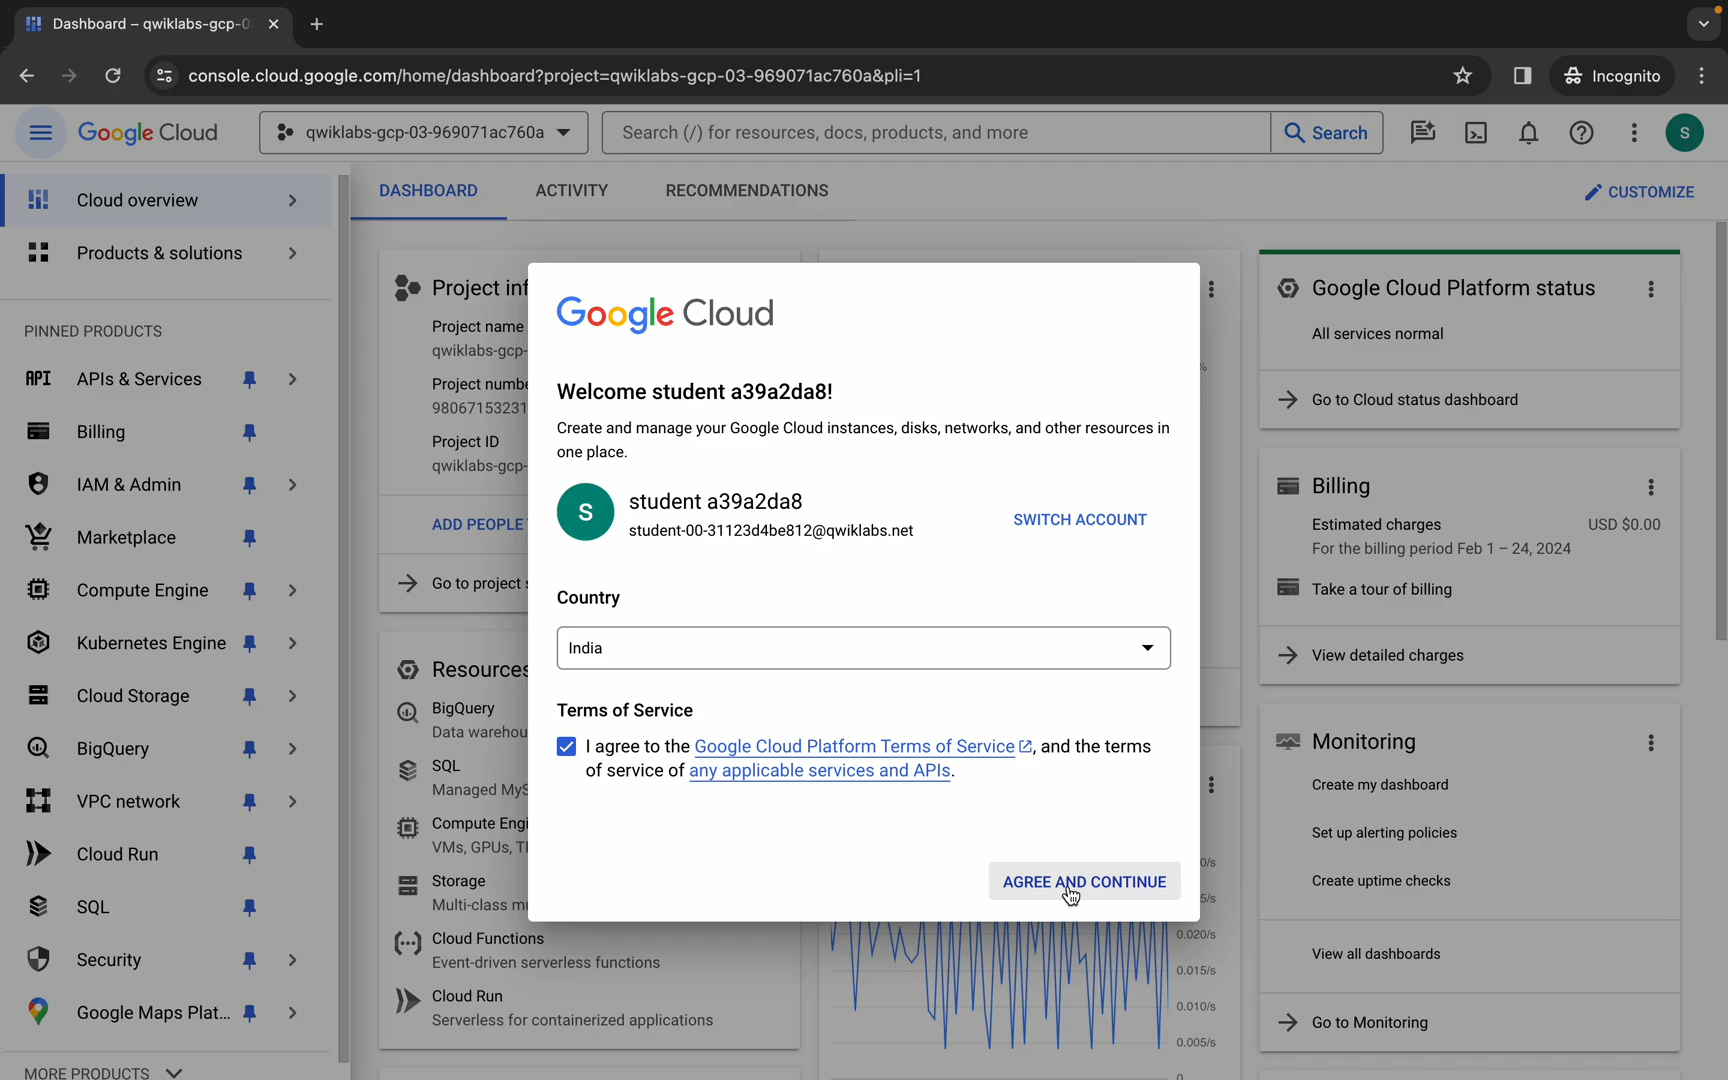 Dashboard – qwiklabs-gcp-0
console.cloud.google.com/home/dashboard?project=qwiklabs-gcp-03-969071ac760a&pli=1
Incognito
Google Cloud
qwiklabs-gcp-03-969071ac760a
Search (/) for resources, docs, products, and more
Search
S
Cloud overview
Products & solutions
PINNED PRODUCTS
API APIs & Services
Billing
IAM & Admin
Marketplace
Compute Engine
Kubernetes Engine
Cloud Storage
BigQuery
VPC network
Cloud Run
SQL
Security
Google Maps Plat...
MORE PRODUCTS
DASHBOARD
ACTIVITY
RECOMMENDATIONS
CUSTOMIZE
Project inf
Project name
qwiklabs-gcp-
Project numbe
98067153231
Project ID
qwiklabs-gcp-
ADD PEOPLE
Go to project s
Resources
BigQuery
Data warehou
SQL
Managed MyS
Compute Engi
VMs, GPUs, T
Storage
Multi-class mu
Cloud Functions
Event-driven serverless functions
Cloud Run
Serverless for containerized applications
Google Cloud
Welcome student a39a2da8!
Create and manage your Google Cloud instances, disks, networks, and other resources in
one place.
S
student a39a2da8
student-00-31123d4be812@qwiklabs.net
SWITCH ACCOUNT
Country
India
Terms of Service
I agree to the Google Cloud Platform Terms of Service, and the terms
of service of any applicable services and APIs.
AGREE AND CONTINUE
%
0/s
5/s
0.020/s
0.015/s
0.010/s
0.005/s
0
Google Cloud Platform status
All services normal
Go to Cloud status dashboard
Billing
Estimated charges
USD $0.00
For the billing period Feb 1 – 24, 2024
Take a tour of billing
View detailed charges
Monitoring
Create my dashboard
Set up alerting policies
Create uptime checks
View all dashboards
Go to Monitoring